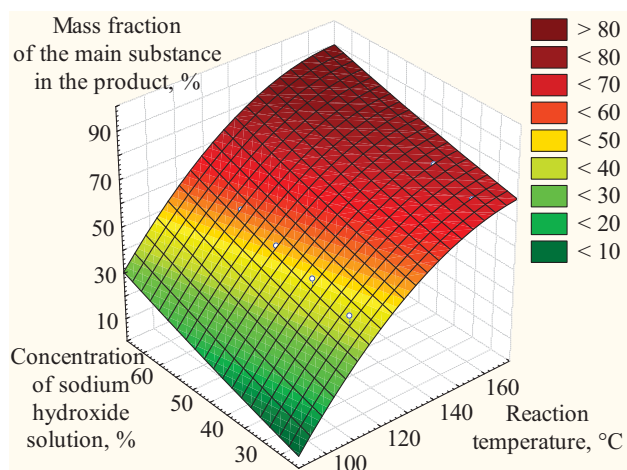 Mass fraction
of the main substance
in the product, %
90
70
50
30
10
Concentration
of sodium
hydroxide
solution, %
60
50
40
30
100
120
140
160
Reaction
temperature, °C
> 80
< 80
< 70
< 60
< 50
< 40
< 30
< 20
< 10